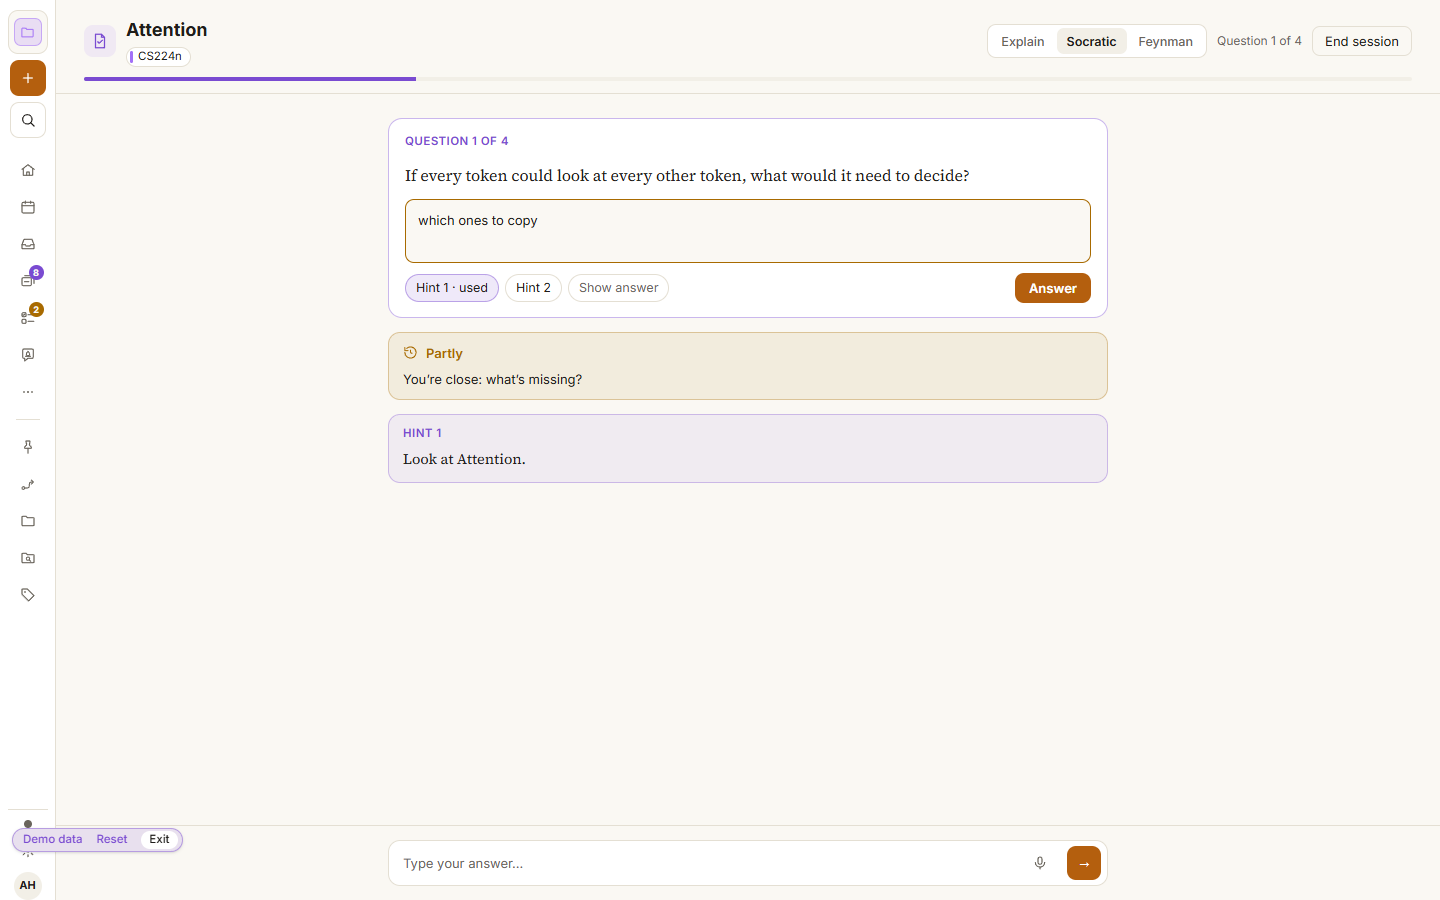 Attention
CS224n
Explain Socratic Feynman Question 1 of 4 End session
QUESTION 1 OF 4
If every token could look at every other token, what would it need to decide?
which ones to copy
Hint 1 · used Hint 2 Show answer Answer
Partly
You’re close: what’s missing?
HINT 1
Look at Attention.
8
2
Demo data Reset Exit
Type your answer...
AH